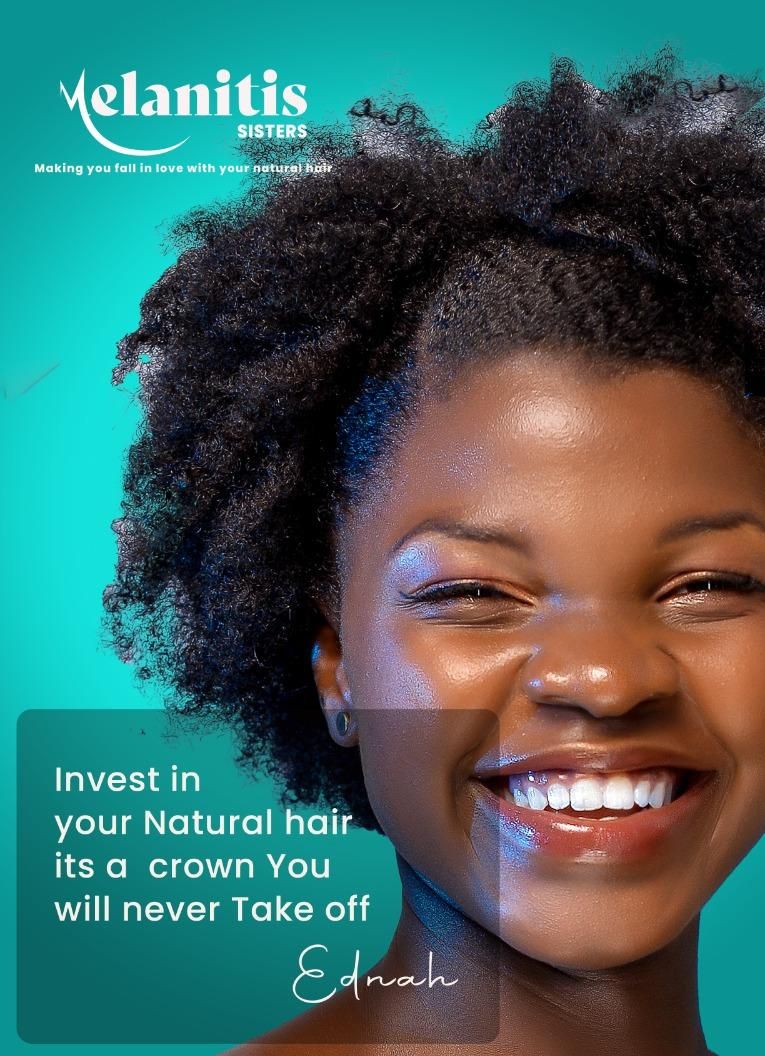 Melanitis
SISTERS
Making you fall in love with your natural hair
Invest in
your Natural hair
its a  crown You
will never Take off
Ednah